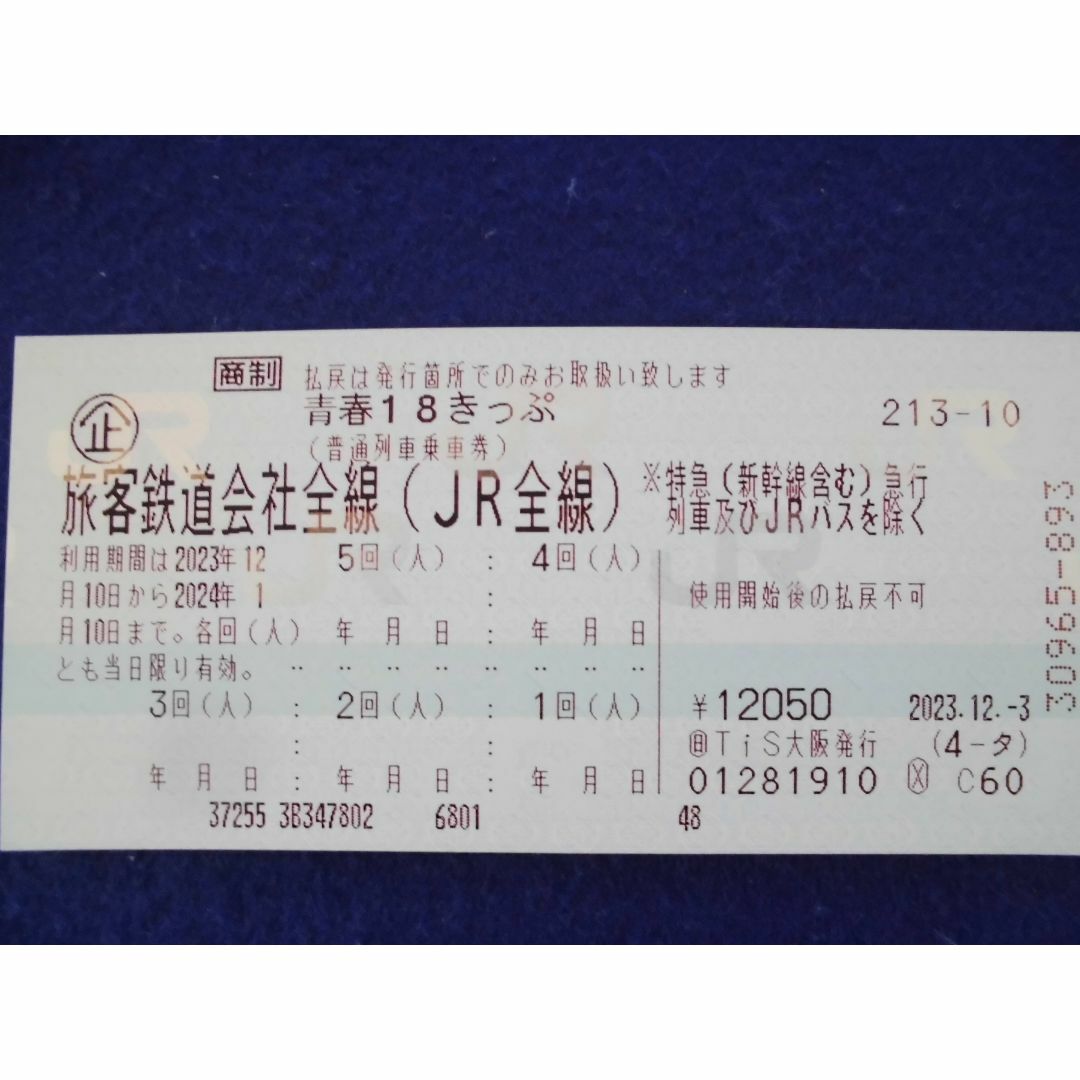 商制 払戻は発行箇所でのみお取扱い致します
企 青春18きっぷ 213-10
(普通列車乗車券)
旅客鉄道会社全線(JR全線) ※特急(新幹線含む)急行
列車及びJRバスを除く
利用期間は2023年12 5回(人) : 4回(人)
月10日から2024年 1 : 使用開始後の払戻不可
月10日まで。各回(人) 年 月 日 : 年 月 日
とも当日限り有効。 ‥ ‥ ‥ ‥ ‥ ‥ ‥ ‥
3回(人) : 2回(人) : 1回(人) ¥12050 2023.12.-3
: : 日TiS大阪発行 (4-タ)
年 月 日 : 年 月 日 : 年 月 日 01281910 X C60
37255 3B347802 6801 48
30965-893